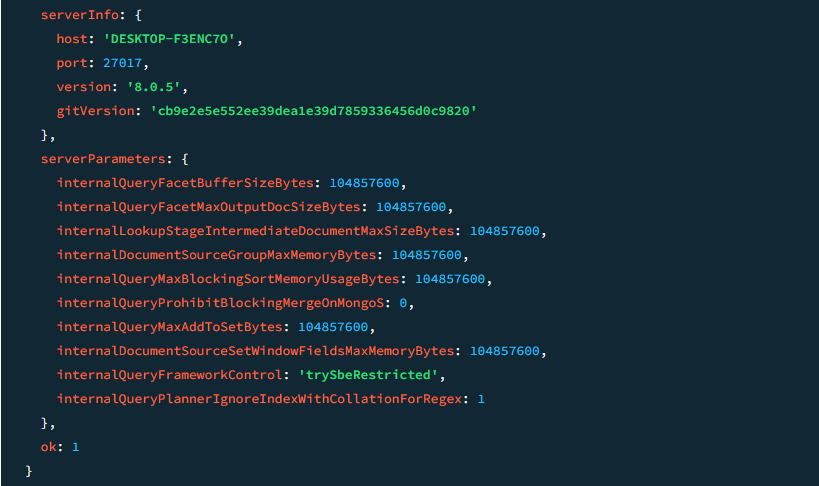 serverInfo: {
host: 'DESKTOP-F3ENC7O',
port: 27017,
version: '8.0.5',
gitVersion: 'cb9e2e5e552ee39dea1e39d7859336456d0c9820'
},
serverParameters: {
internalQueryFacetBufferSizeBytes: 104857600,
internalQueryFacetMaxOutputDocSizeBytes: 104857600,
internalLookupStageIntermediateDocumentMaxSizeBytes: 104857600,
internalDocumentSourceGroupMaxMemoryBytes: 104857600,
internalQueryMaxBlockingSortMemoryUsageBytes: 104857600,
internalQueryProhibitBlockingMergeOnMongoS: 0,
internalQueryMaxAddToSetBytes: 104857600,
internalDocumentSourceSetWindowFieldsMaxMemoryBytes: 104857600,
internalQueryFrameworkControl: 'trySbeRestricted',
internalQueryPlannerIgnoreIndexWithCollationForRegex: 1
},
ok: 1
}